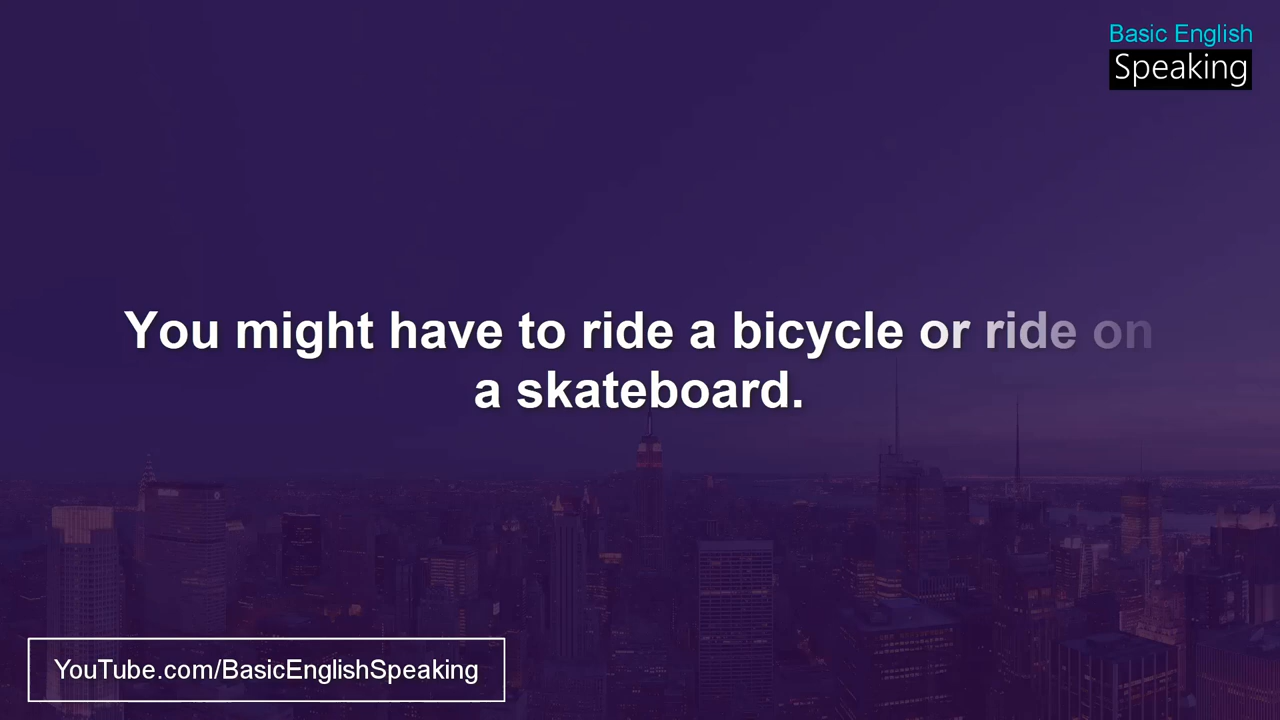 Basic English
Speaking
You might have to ride a bicycle or ride on
a skateboard.
YouTube.com/BasicEnglishSpeaking